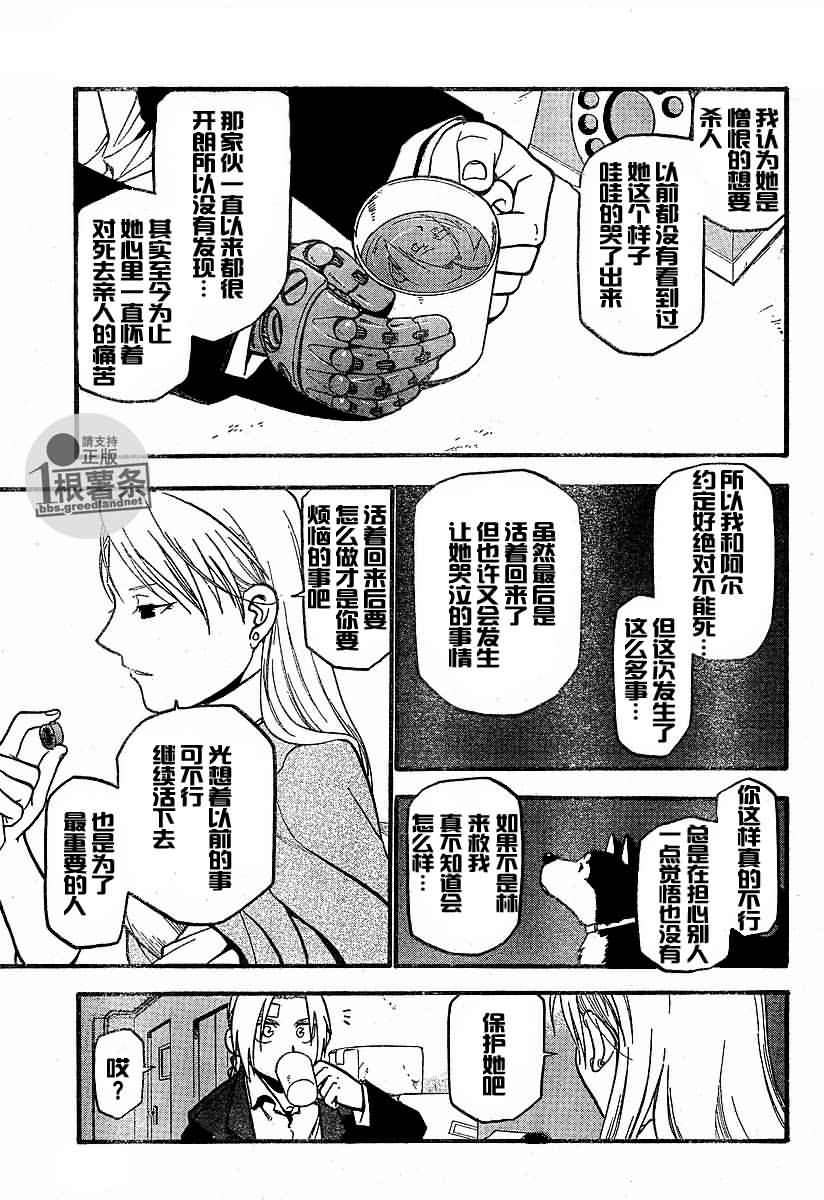 我认为她是
憎恨的想要
杀人
以前都没有看到过
她这个样子
哇哇的哭了出来
那家伙一直以来都很
开朗所以没有发现…
其实至今为止
她心里一直怀着
对死去亲人的痛苦
所以我和阿尔
约定好绝对不能死…
但这次发生了
这么多事…
虽然最后是
活着回来了
但也许又会发生
让她哭泣的事情
活着回来后要
怎么做才是你要
烦恼的事吧
光想着以前的事
可不行
继续活下去
也是为了
最重要的人
你这样真的不行
总是在担心别人
一点觉悟也没有
如果不是林
来救我
真不知道会
怎么样…
保护她吧
哎？
請支持
正版
1根薯条
bbs.greedland.net